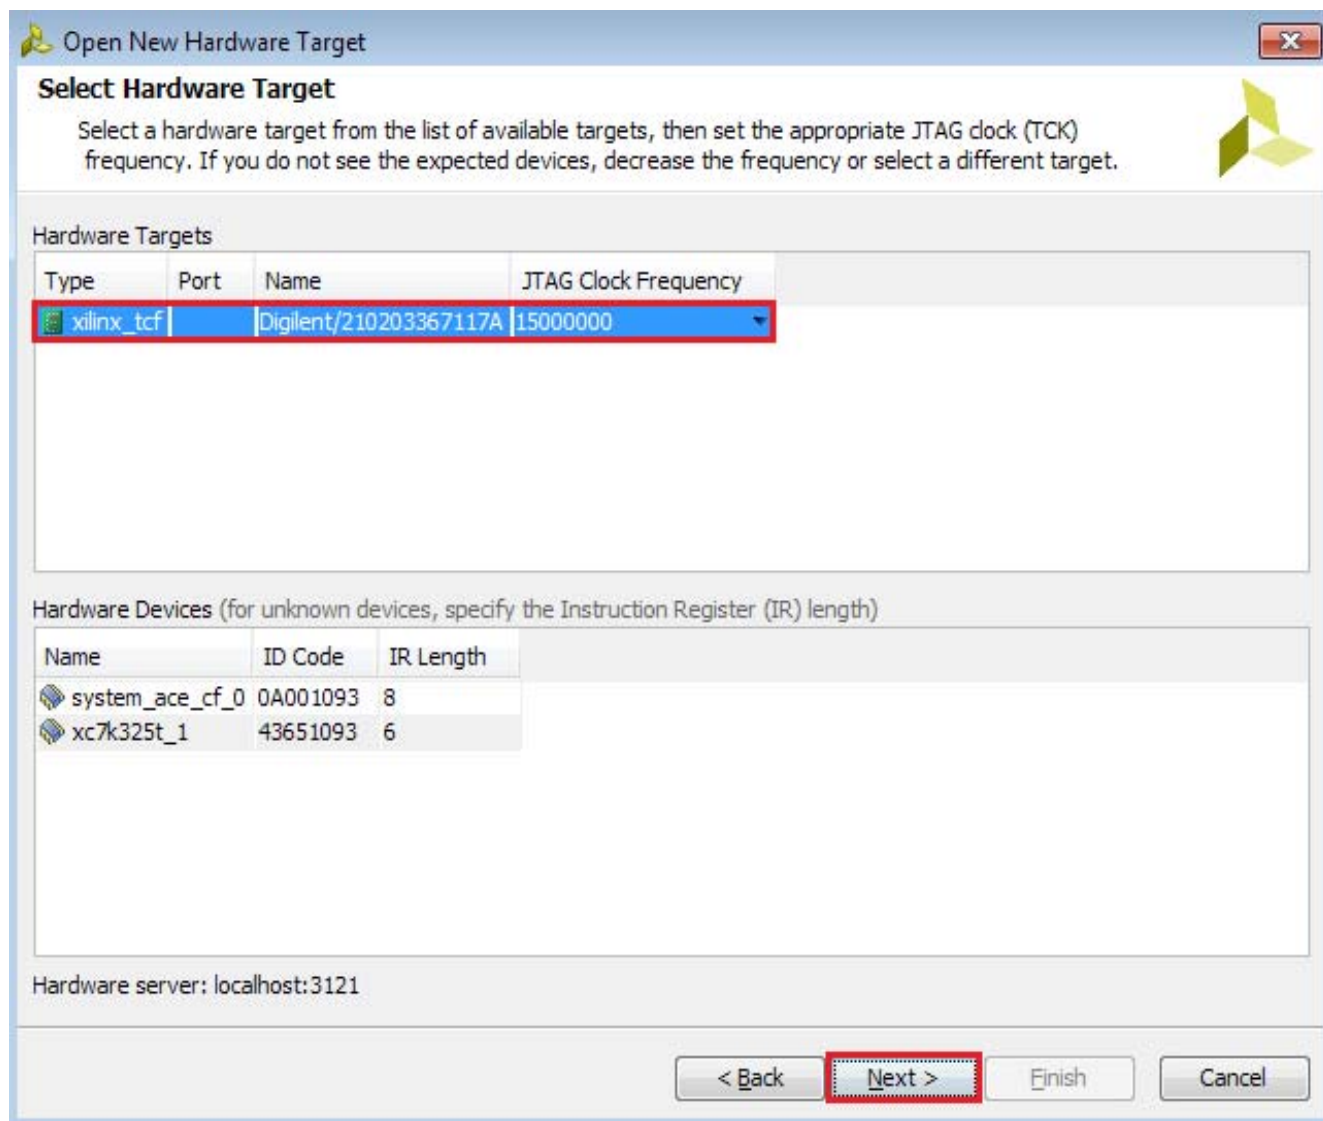 Open New Hardware Target
Select Hardware Target
Select a hardware target from the list of available targets, then set the appropriate JTAG clock (TCK)
frequency. If you do not see the expected devices, decrease the frequency or select a different target.
Hardware Targets
Type Port Name JTAG Clock Frequency
xilinx_tcf Digilent/210203367117A 15000000
Hardware Devices (for unknown devices, specify the Instruction Register (IR) length)
Name ID Code IR Length
system_ace_cf_0 0A001093 8
xc7k325t_1 43651093 6
Hardware server: localhost:3121
< Back Next > Finish Cancel